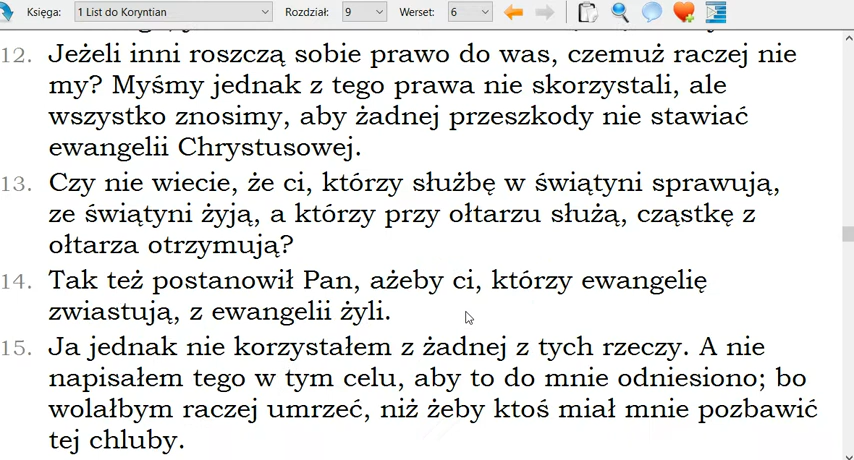 Księga: 1 List do Koryntian Rozdział: 9 Werset: 6
12. Jeżeli inni roszczą sobie prawo do was, czemuż raczej nie
my? Myśmy jednak z tego prawa nie skorzystali, ale
wszystko znosimy, aby żadnej przeszkody nie stawiać
ewangelii Chrystusowej.
13. Czy nie wiecie, że ci, którzy służbę w świątyni sprawują,
ze świątyni żyją, a którzy przy ołtarzu służą, cząstkę z
ołtarza otrzymują?
14. Tak też postanowił Pan, ażeby ci, którzy ewangelię
zwiastują, z ewangelii żyli.
15. Ja jednak nie korzystałem z żadnej z tych rzeczy. A nie
napisałem tego w tym celu, aby to do mnie odniesiono; bo
wolałbym raczej umrzeć, niż żeby ktoś miał mnie pozbawić
tej chluby.